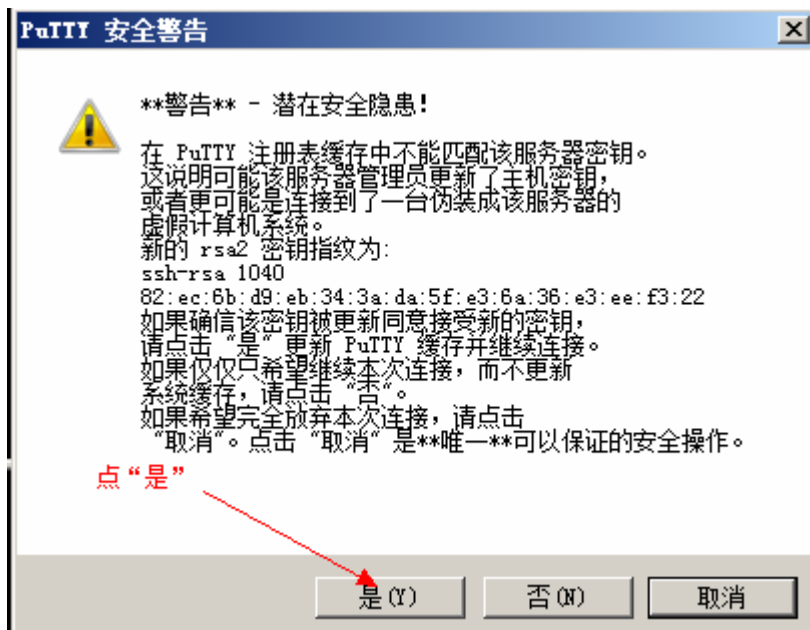 PuTTY 安全警告
**警告** - 潜在安全隐患!
在 PuTTY 注册表缓存中不能匹配该服务器密钥。
这说明可能该服务器管理员更新了主机密钥，
或者更可能是连接到了一台伪装成该服务器的
虚假计算机系统。
新的 rsa2 密钥指纹为:
ssh-rsa 1040
82:ec:6b:d9:eb:34:3a:da:5f:e3:6a:36:e3:ee:f3:22
如果确信该密钥被更新同意接受新的密钥，
请点击 "是" 更新 PuTTY 缓存并继续连接。
如果仅仅只希望继续本次连接，而不更新
系统缓存，请点击 "否"。
如果希望完全放弃本次连接，请点击
"取消"。点击 "取消" 是**唯一**可以保证的安全操作。
点“是”
是(Y)
否(N)
取消